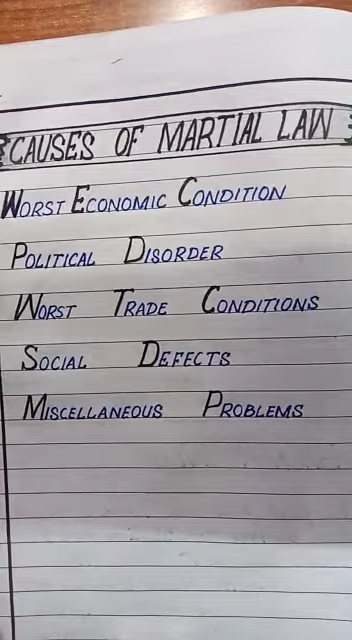 CAUSES OF MARTIAL LAW
WORST ECONOMIC CONDITION
POLITICAL DISORDER
WORST TRADE CONDITIONS
SOCIAL DEFECTS
MISCELLANEOUS PROBLEMS